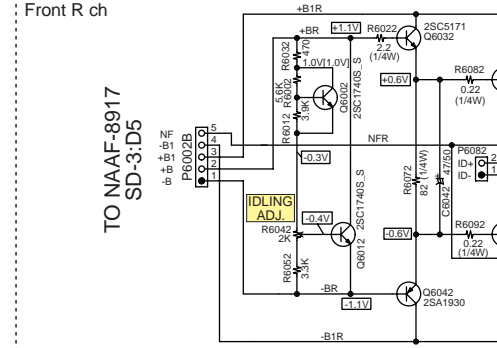 Front R ch
TO NAAF-8917
SD-3:D5
P6002B
NF 5
-B1 4
+B1 3
+B 2
-B 1
+B1R
+BR
+1.1V
R6022
2.2
(1/4W)
2SC5171
Q6032
R6032
470
1.0V[1.0V]
R6002
5.6K
R6012
3.9K
Q6002
2SC1740S_S
+0.6V
R6082
0.22
(1/4W)
NFR
-0.3V
P6082
ID+ 2
ID- 1
R6072
82 (1/4W)
C6042 47/50
IDLING
ADJ.
R6042
2K
-0.4V
2SC1740S_S
Q6012
-0.6V
R6092
0.22
(1/4W)
R6052
3.3K
-BR
-1.1V
Q6042
2SA1930
-B1R